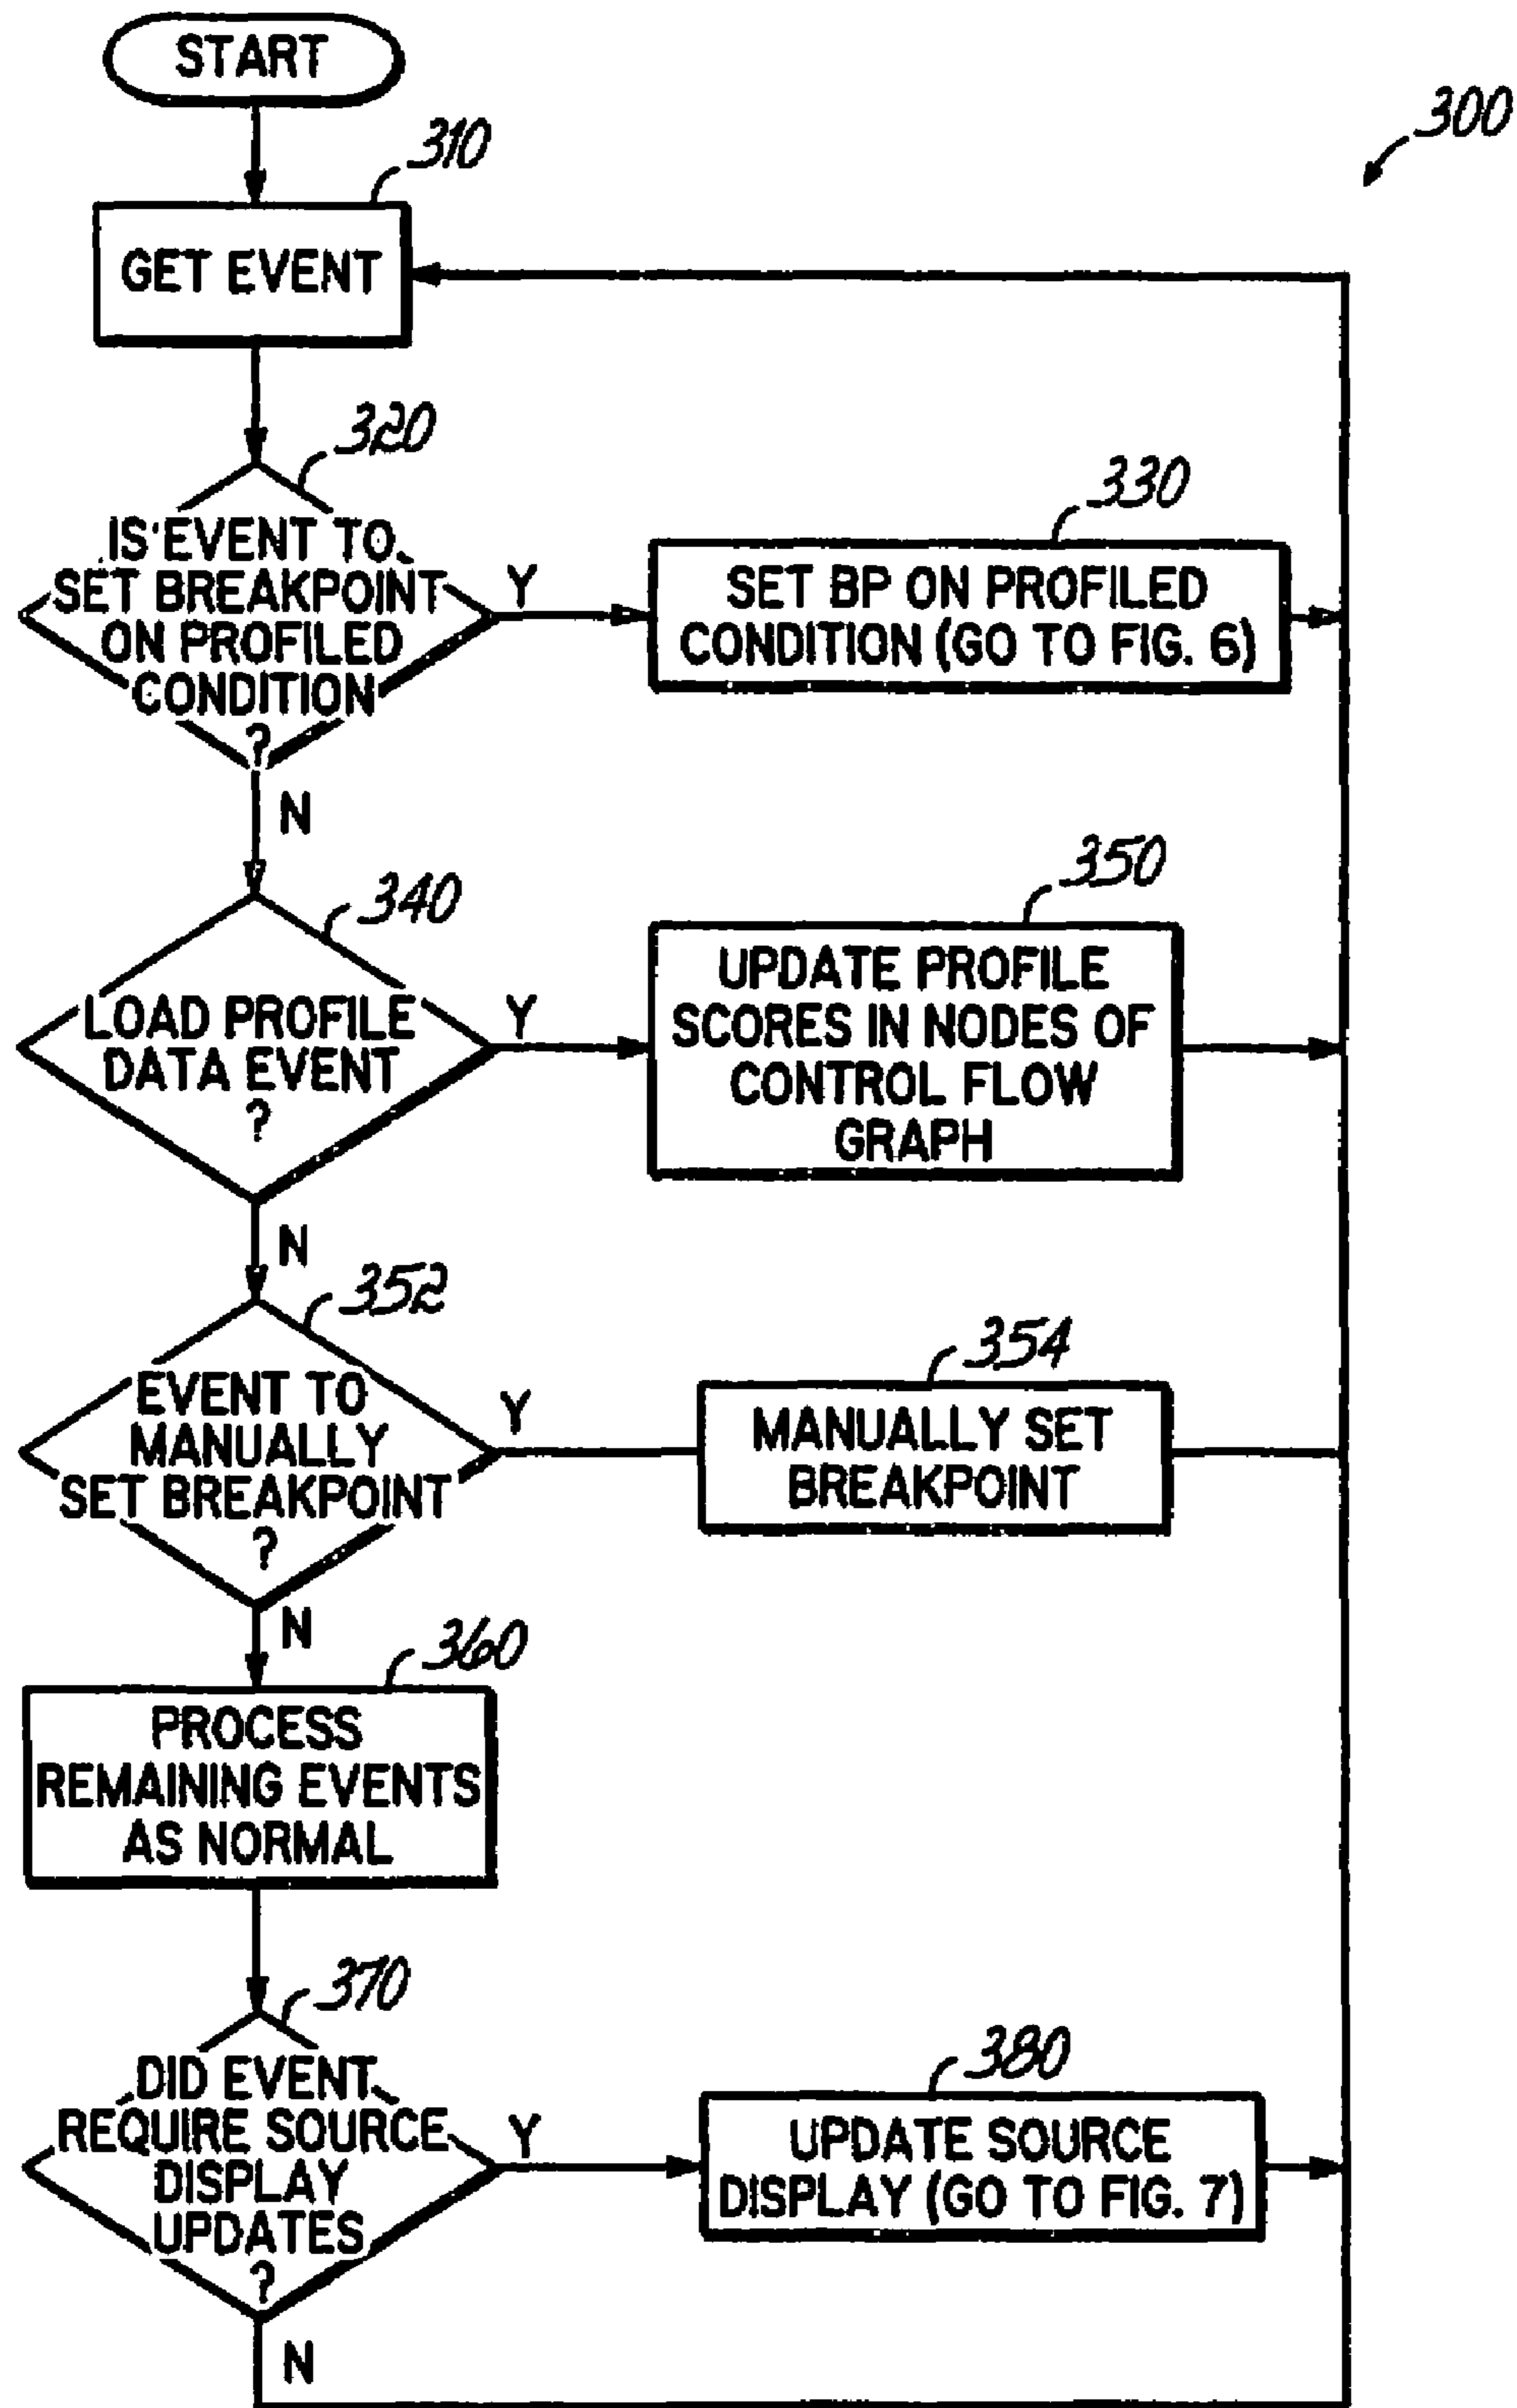 START
300
310
GET EVENT
320
IS EVENT TO
SET BREAKPOINT
ON PROFILED
CONDITION
?
Y
330
SET BP ON PROFILED
CONDITION (GO TO FIG. 6)
N
340
LOAD PROFILE
DATA EVENT
?
Y
350
UPDATE PROFILE
SCORES IN NODES OF
CONTROL FLOW
GRAPH
N
352
EVENT TO
MANUALLY
SET BREAKPOINT
?
Y
354
MANUALLY SET
BREAKPOINT
N
360
PROCESS
REMAINING EVENTS
AS NORMAL
370
DID EVENT
REQUIRE SOURCE
DISPLAY
UPDATES
?
Y
380
UPDATE SOURCE
DISPLAY (GO TO FIG. 7)
N